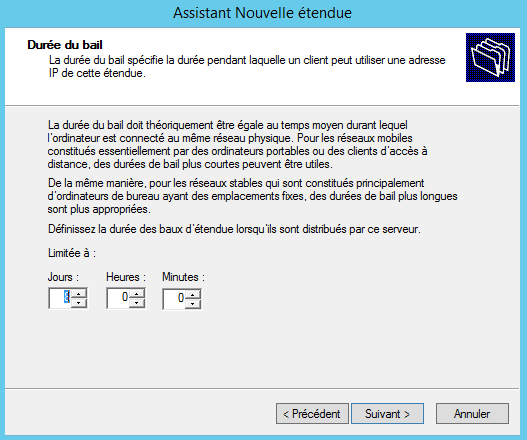 Assistant Nouvelle étendue
Durée du bail
La durée du bail spécifie la durée pendant laquelle un client peut utiliser une adresse
IP de cette étendue.
La durée du bail doit théoriquement être égale au temps moyen durant lequel
l'ordinateur est connecté au même réseau physique. Pour les réseaux mobiles
constitués essentiellement par des ordinateurs portables ou des clients d'accès à
distance, des durées de bail plus courtes peuvent être utiles.
De la même manière, pour les réseaux stables qui sont constitués principalement
d'ordinateurs de bureau ayant des emplacements fixes, des durées de bail plus longues
sont plus appropriées.
Définissez la durée des baux d'étendue lorsqu'ils sont distribués par ce serveur.
Limitée à :
Jours : Heures : Minutes :
0 0
< Précédent Suivant > Annuler